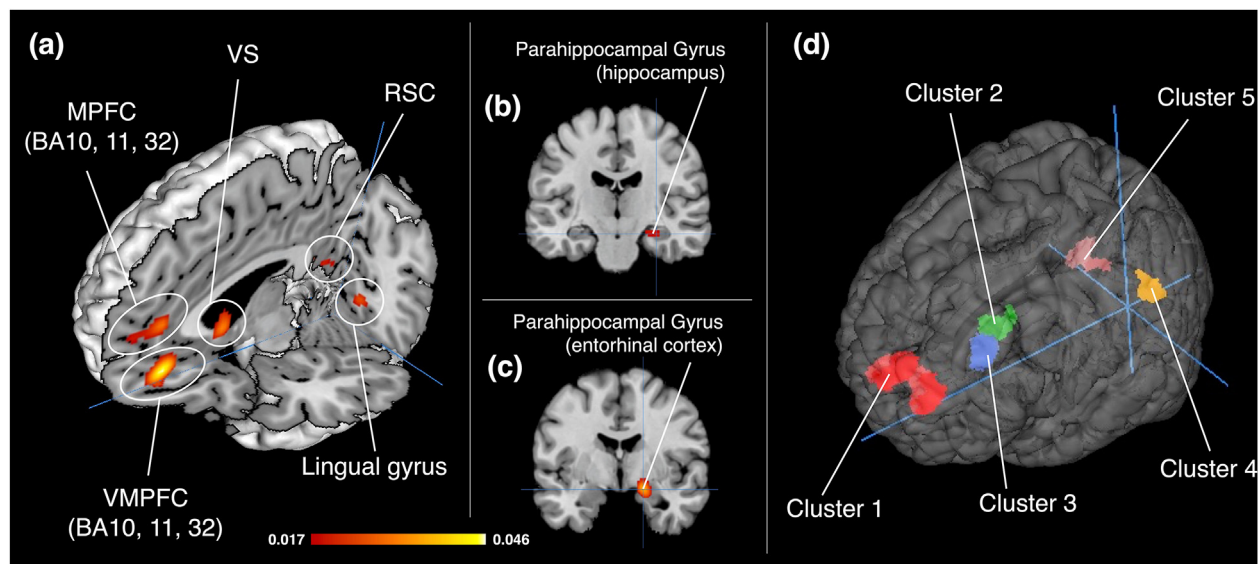 (a)
VS
RSC
MPFC
(BA10, 11, 32)
Lingual gyrus
VMPFC
(BA10, 11, 32)
0.017
0.046
Parahippocampal Gyrus
(hippocampus)
(b)
Parahippocampal Gyrus
(entorhinal cortex)
(c)
(d)
Cluster 2
Cluster 5
Cluster 4
Cluster 3
Cluster 1